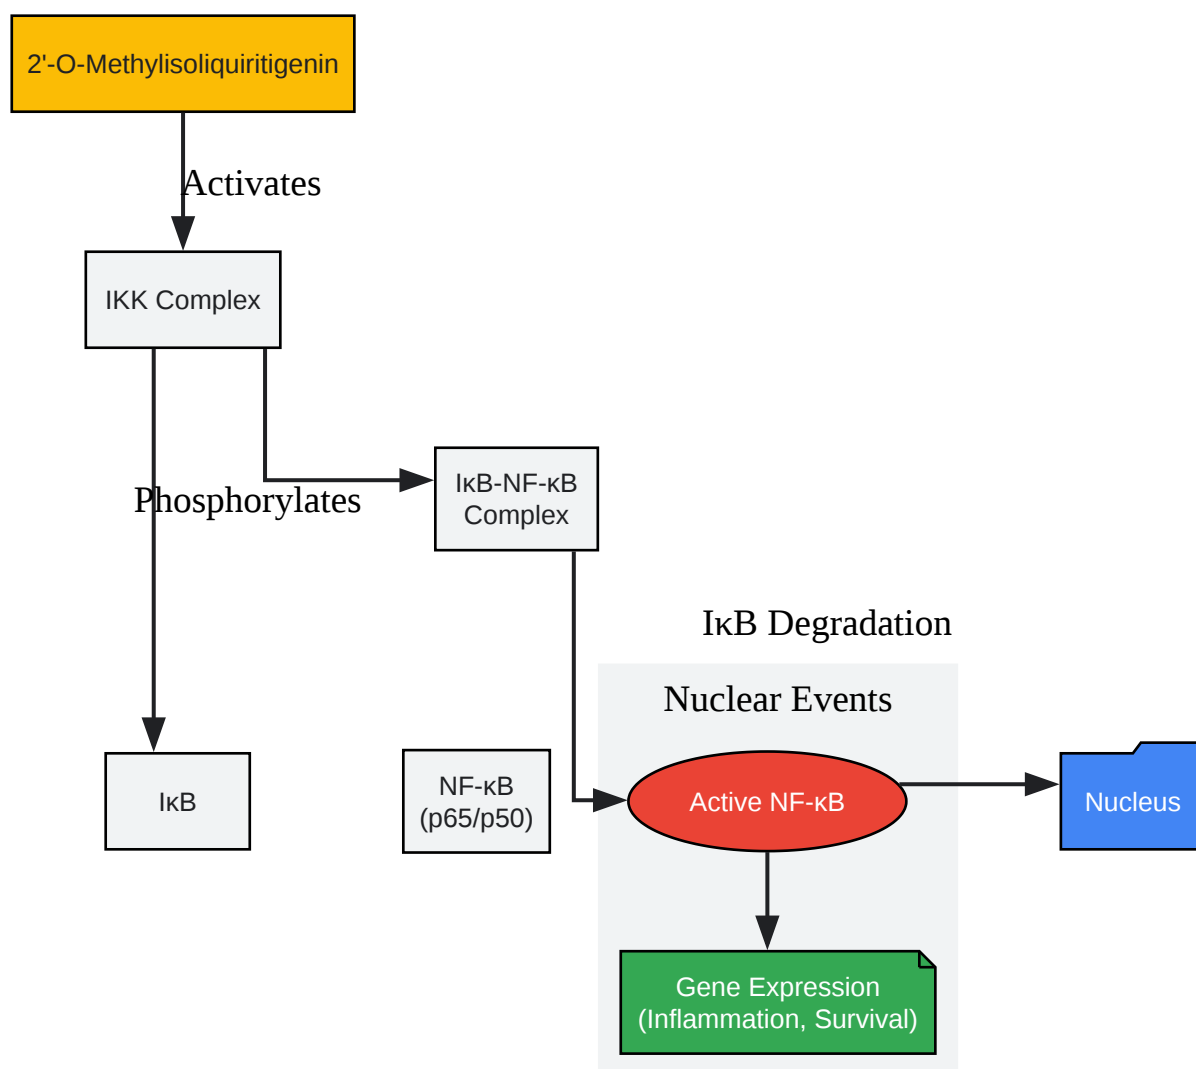 2'-O-Methylisoliquiritigenin
Activates
IKK Complex
Phosphorylates
IκB-NF-κB
Complex
IκB Degradation
Nuclear Events
IκB
NF-κB
(p65/p50)
Active NF-κB
Nucleus
Gene Expression
(Inflammation, Survival)